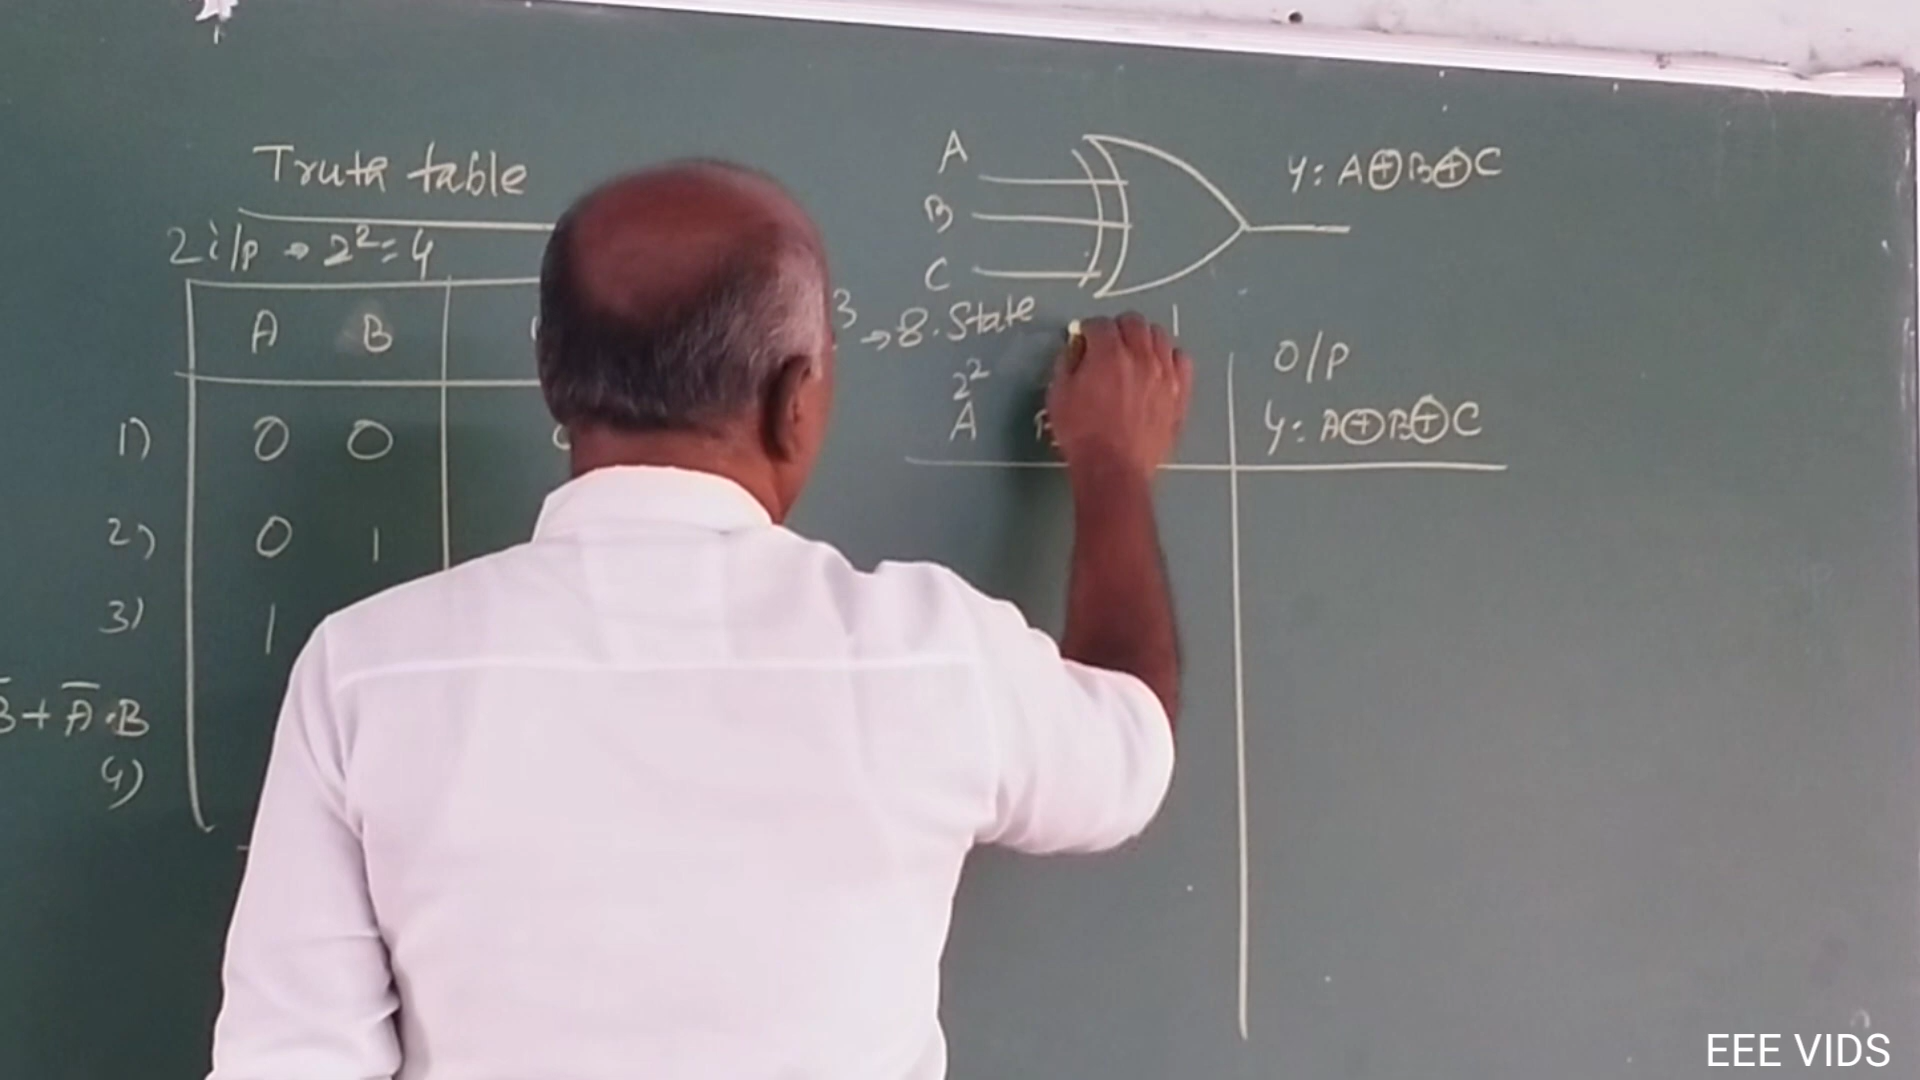 Truth table
2 i/p → 2² = 4
A B
1) 0 0
2) 0 1
3) 1
B + A̅ · B
4)
A
B
C
Y: A⊕B⊕C
3 → 8. State
2²
A B
1
O/P
Y: A⊕B⊕C
EEE VIDS